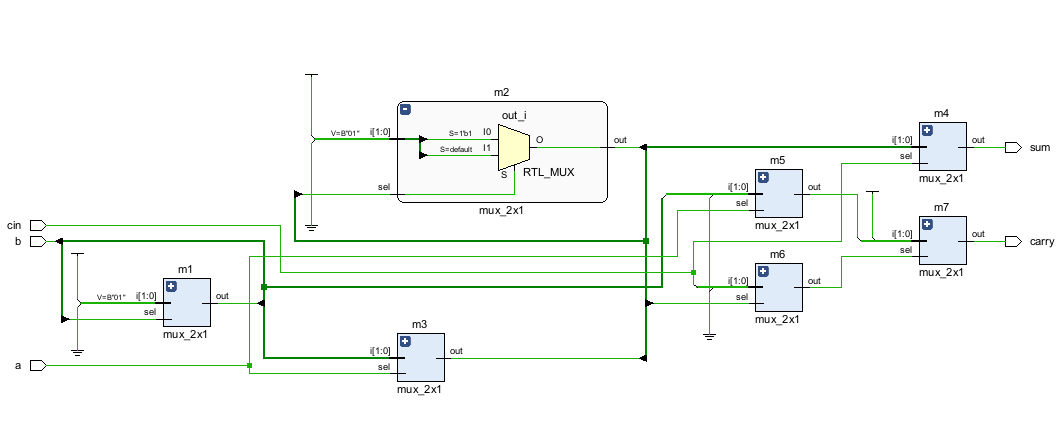 m2
out_i
V=B"01" i[1:0]
S=1'b1 I0
S=default I1
O
out
S
RTL_MUX
sel
mux_2x1
m4
i[1:0]
sel
out
sum
mux_2x1
m5
i[1:0]
sel
out
mux_2x1
m7
i[1:0]
sel
out
carry
mux_2x1
cin
b
m1
V=B"01" i[1:0]
sel
out
mux_2x1
m6
i[1:0]
sel
out
mux_2x1
m3
i[1:0]
sel
out
mux_2x1
a